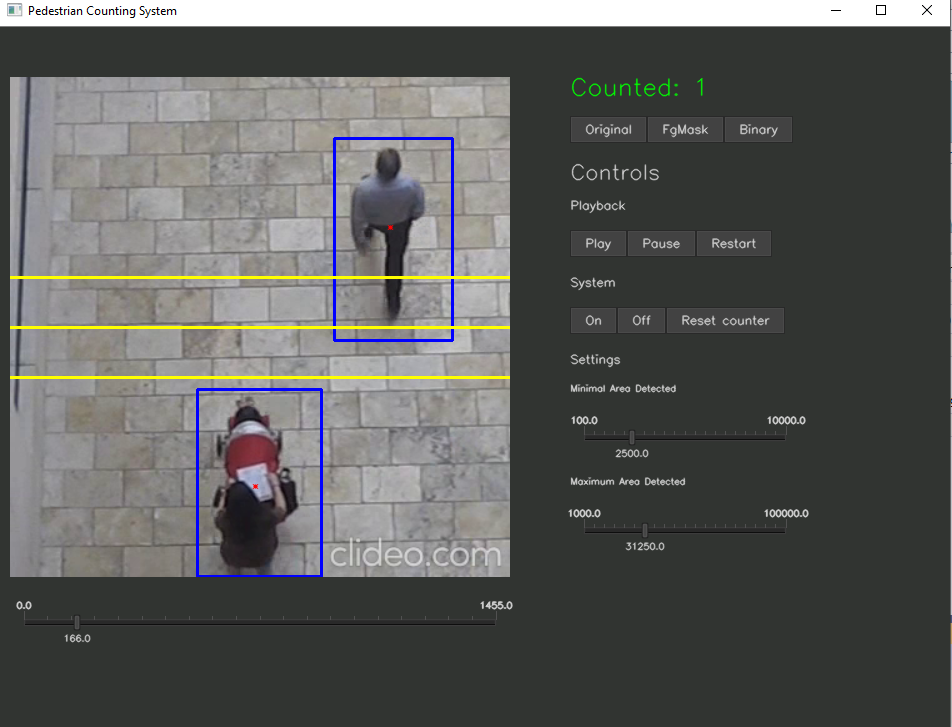 Pedestrian Counting System
Counted: 1
Original FgMask Binary
Controls
Playback
Play Pause Restart
System
On Off Reset counter
Settings
Minimal Area Detected
100.0 10000.0
2500.0
Maximum Area Detected
1000.0 100000.0
31250.0
clideo.com
0.0 1455.0
166.0